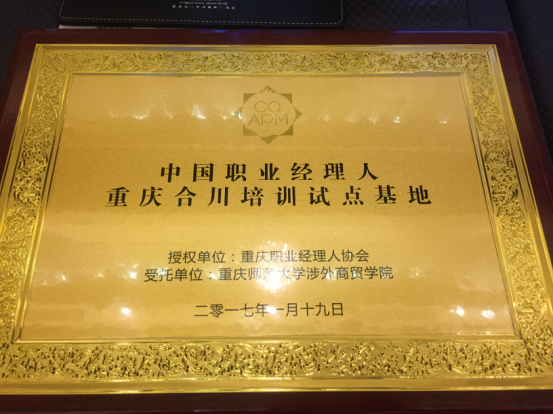 CO
APM
中国职业经理人
重庆合川培训试点基地
授权单位：重庆职业经理人协会
受托单位：重庆师范大学涉外商贸学院
二零一七年一月十九日